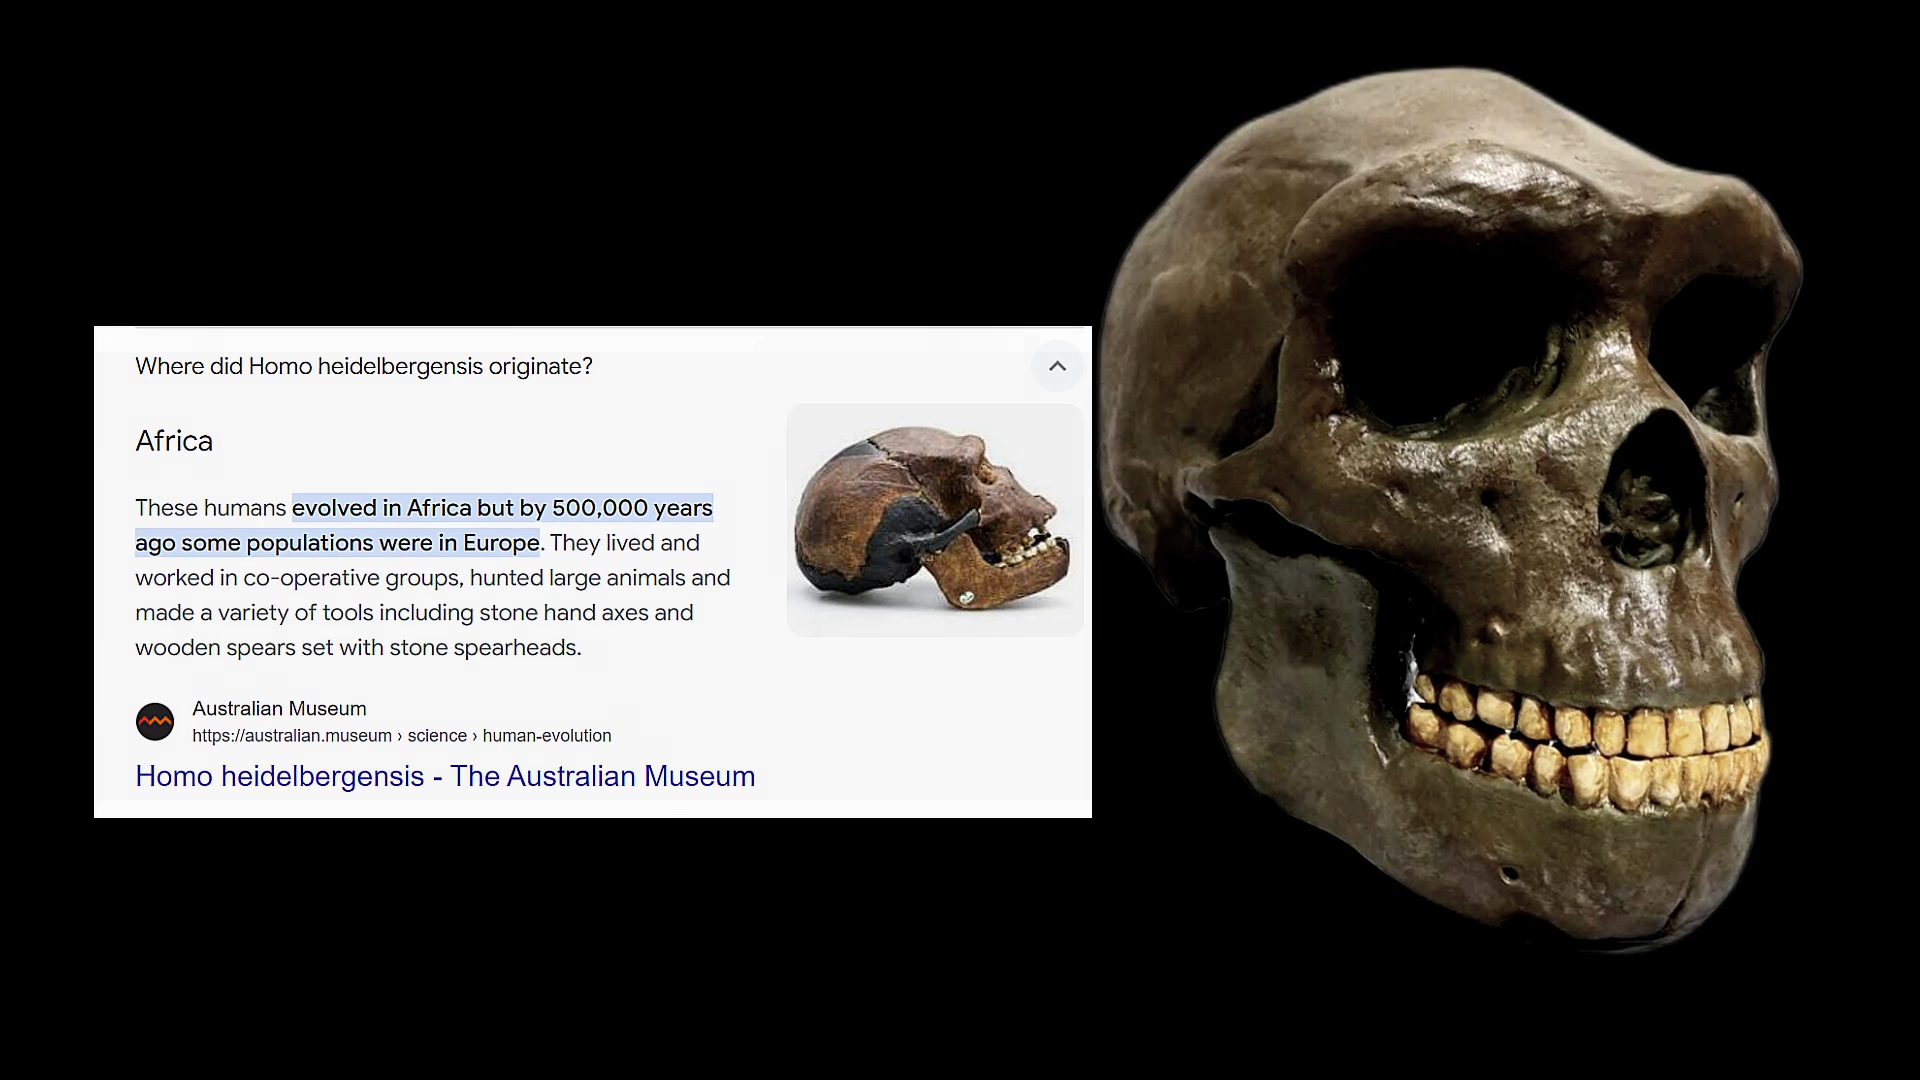 Where did Homo heidelbergensis originate?
Africa
These humans evolved in Africa but by 500,000 years
ago some populations were in Europe. They lived and
worked in co-operative groups, hunted large animals and
made a variety of tools including stone hand axes and
wooden spears set with stone spearheads.
Australian Museum
https://australian.museum › science › human-evolution
Homo heidelbergensis - The Australian Museum